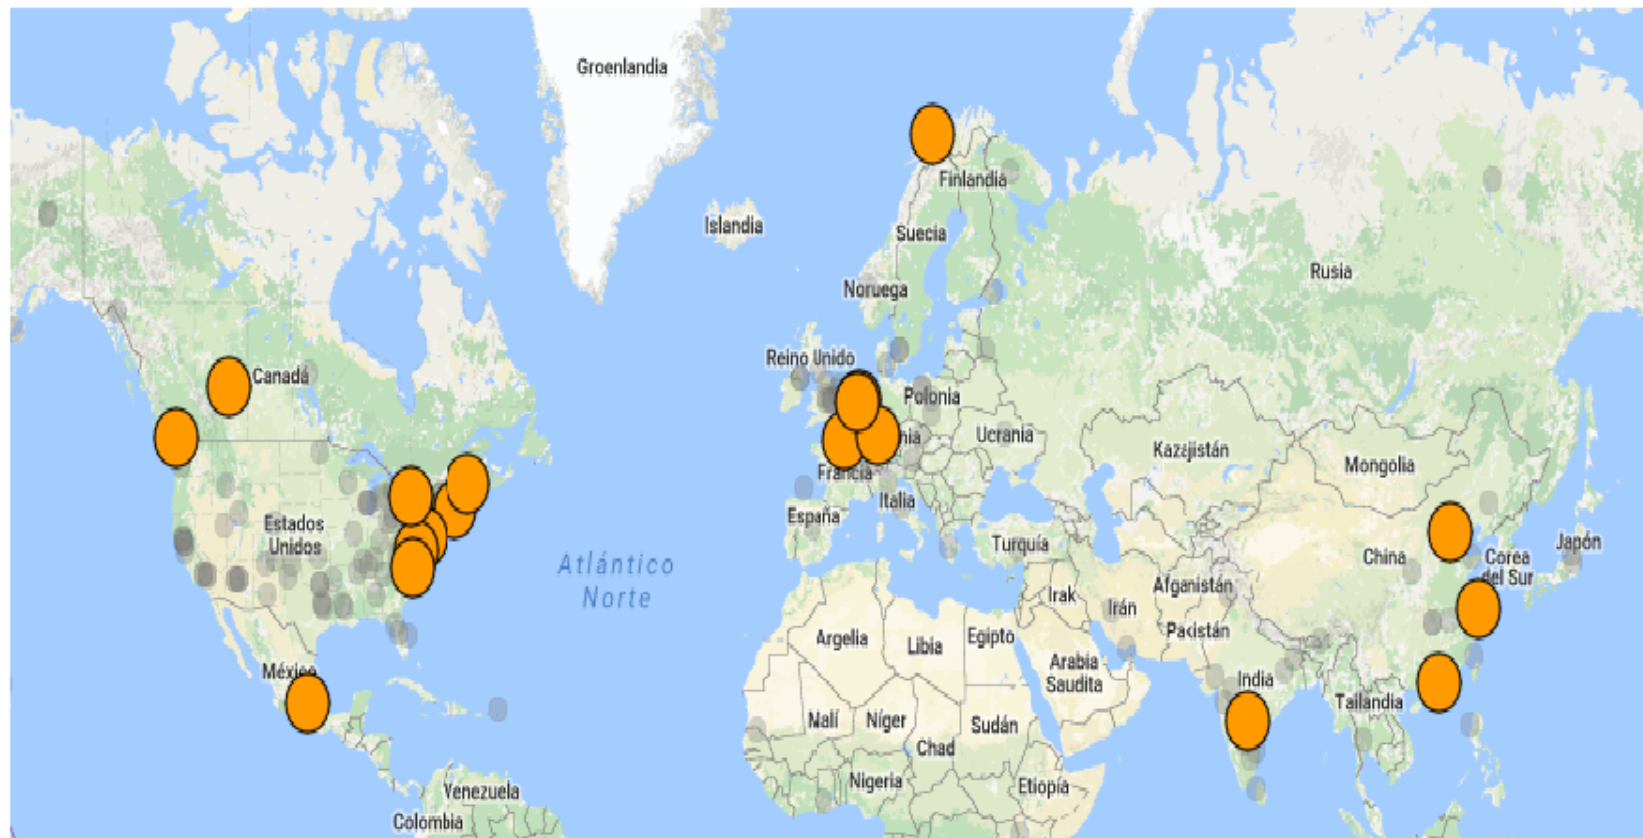 Groenlandia
Finlandia
Islandia
Suecia
Rusia
Noruega
Reino Unido
Canadá
Polonia
Ucrania
Kazajistán
Mongolia
Francia
Italia
España
Estados
Unidos
Turquía
China
Corea
del Sur
Japón
Atlántico
Norte
Afganistán
Irak
Irán
Pakistán
Argelia
Libia
Egipto
Arabia
Saudita
México
India
Tailandia
Malí
Níger
Sudán
Chad
Nigeria
Etiopía
Venezuela
Colombia